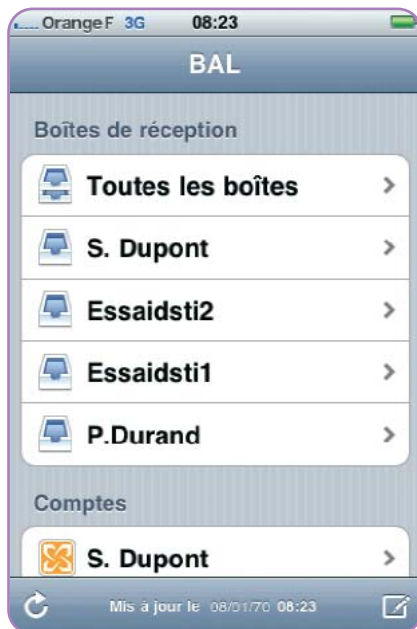 Orange F 3G 08:23
BAL
Boîtes de réception
Toutes les boîtes
S. Dupont
Essaidsti2
Essaidsti1
P.Durand
Comptes
S. Dupont
Mis à jour le 08/01/70 08:23